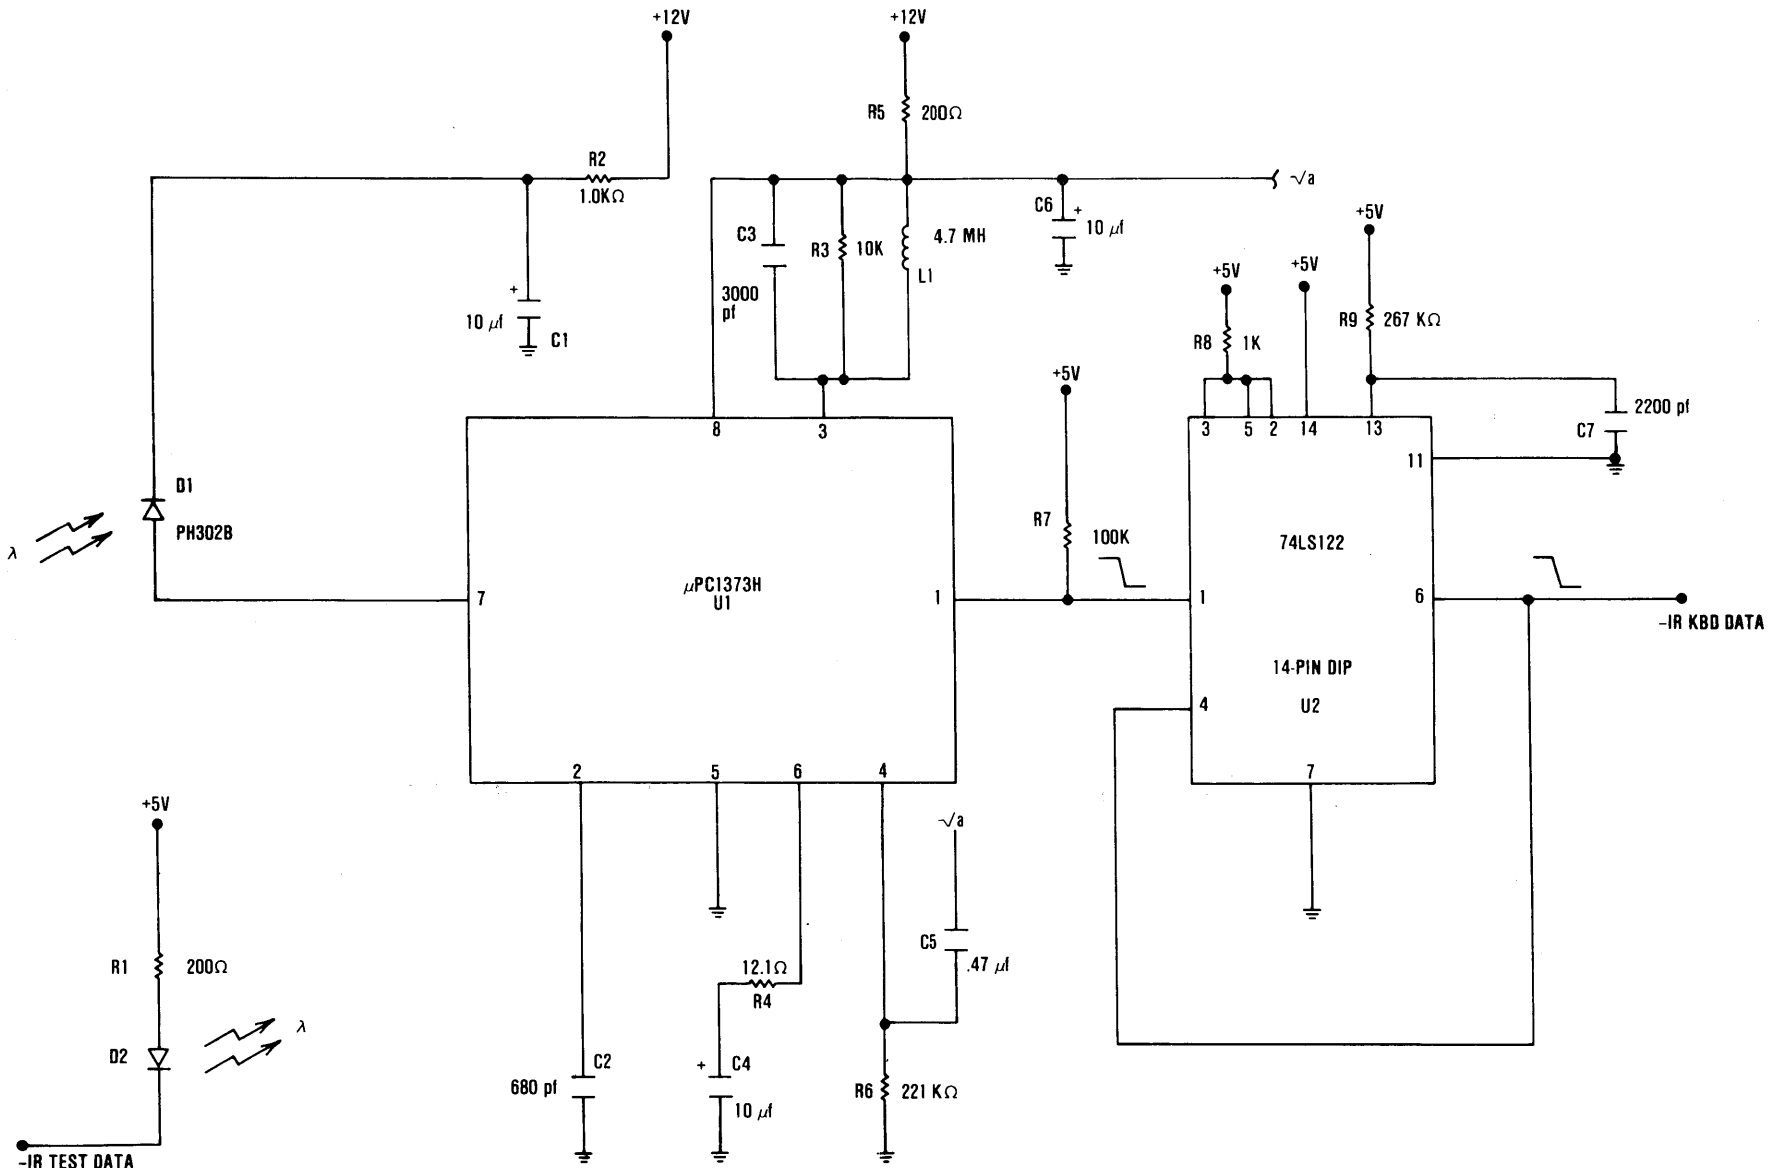 +12V
+12V
R5 200Ω
R2
1.0KΩ
√a
C6 +
10 μf
+5V
C3
R3 10K
4.7 MH
L1
+5V
+5V
3000
pf
+
10 μf
C1
R9 267 KΩ
R8 1K
+5V
2200 pf
C7
8 3
3 5 2 14 13
11
D1
PH302B
λ
R7
100K
74LS122
μPC1373H
U1
7
1
1
6
-IR KBD DATA
14-PIN DIP
U2
4
2 5 6 4
7
+5V
√a
R1 200Ω
12.1Ω
R4
C5
.47 μf
λ
D2
C2
680 pf
+ C4
10 μf
R6 221 KΩ
-IR TEST DATA